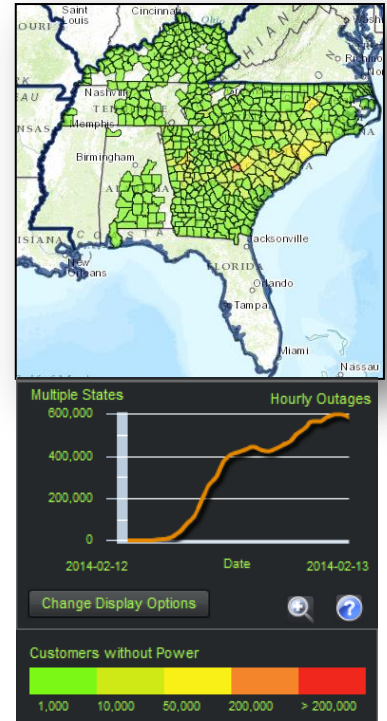 Saint Louis
Cincinnati
Ohio
Nashville
Memphis
Birmingham
COASTA
Jacksonville
New Orleans
FLORIDA
Orlando
Tampa
Miami
Nassau
Multiple States
Hourly Outages
600,000
400,000
200,000
0
2014-02-12
Date
2014-02-13
Change Display Options
?
Customers without Power
1,000 10,000 50,000 200,000 > 200,000